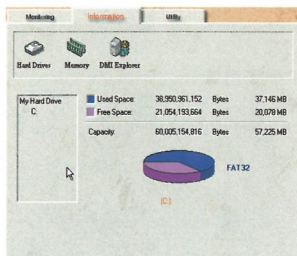 Monitoring Information Utility
Hard Drives Memory DMI Explorer
My Hard Drive
C:
Used Space: 38,950,961,152 Bytes 37,146 MB
Free Space: 21,054,193,664 Bytes 20,078 MB
Capacity: 60,005,154,816 Bytes 57,225 MB
FAT32
(C:)